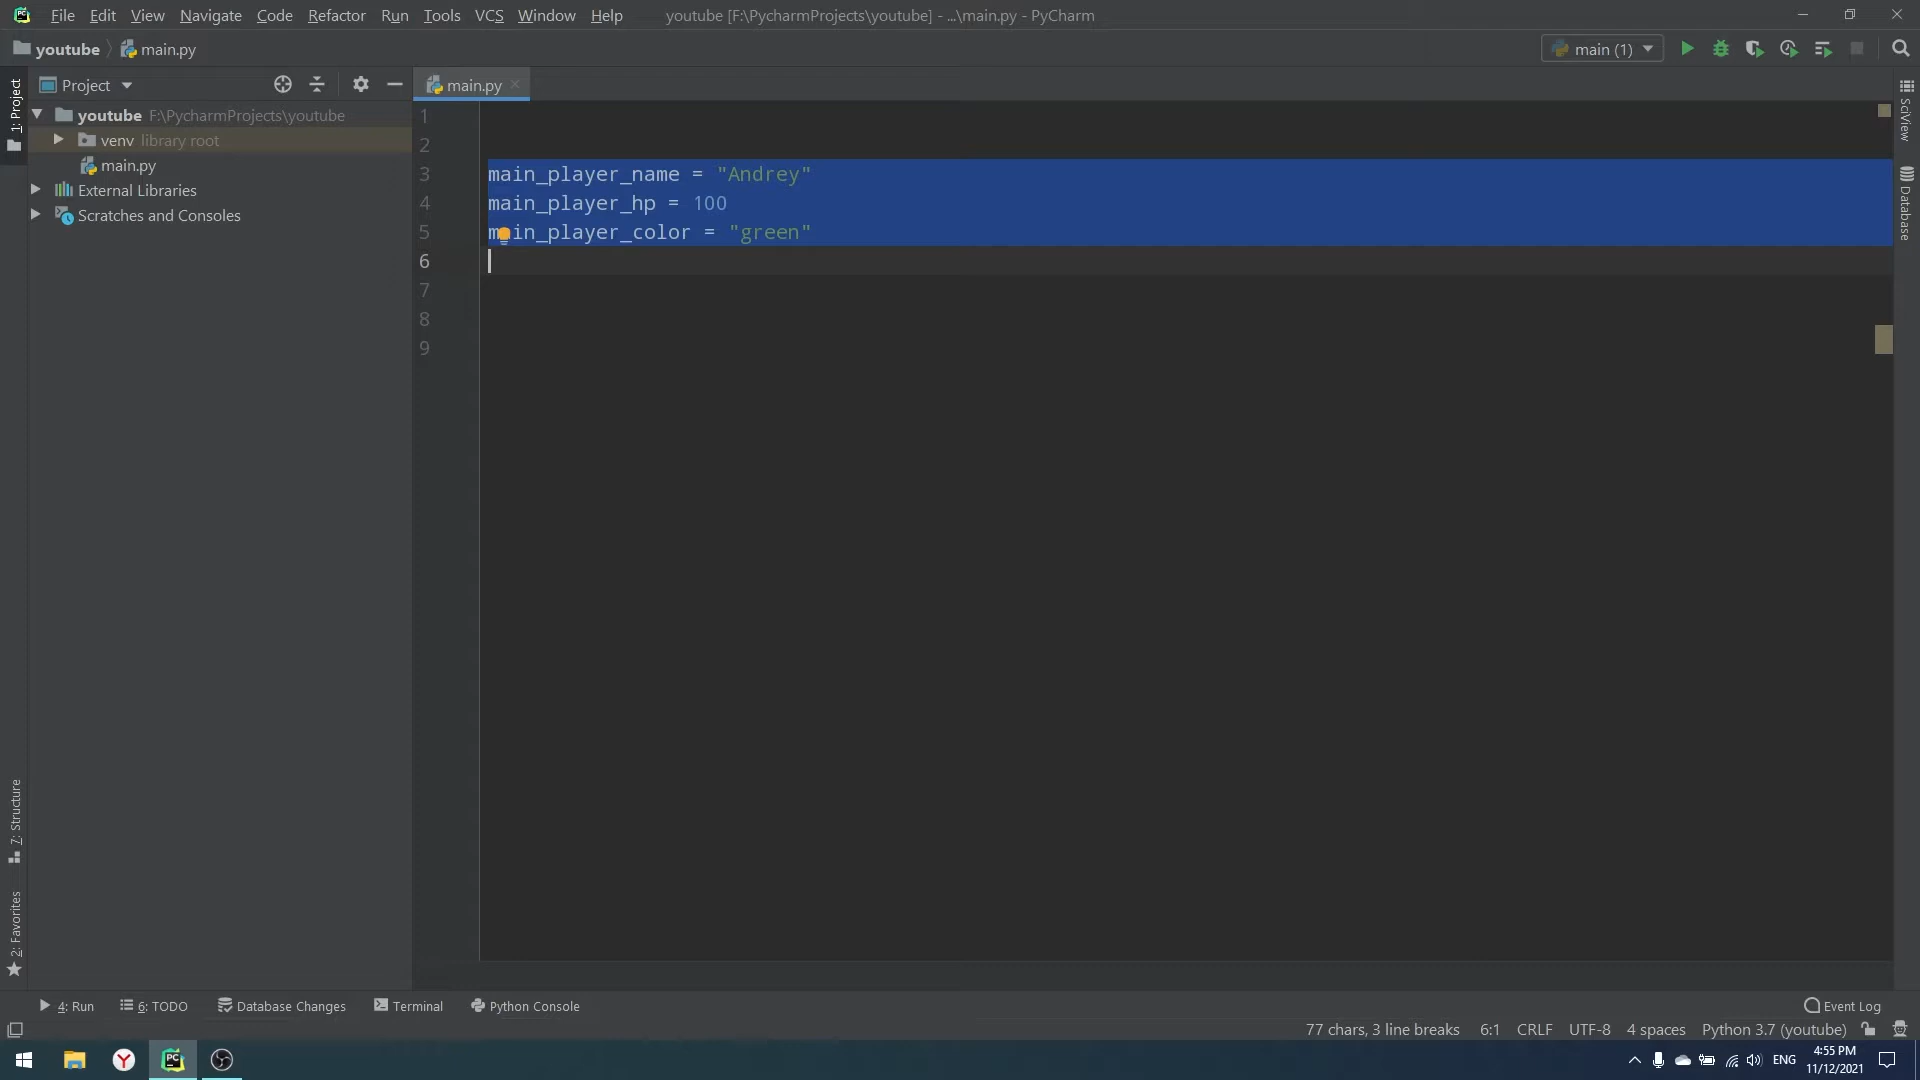 File Edit View Navigate Code Refactor Run Tools VCS Window Help youtube [F:\PycharmProjects\youtube] - ...\main.py - PyCharm
youtube main.py main (1)
Project main.py
youtube F:\PycharmProjects\youtube
venv library root
main.py
External Libraries
Scratches and Consoles
1: Project
7: Structure
2: Favorites
1
2
3 main_player_name = "Andrey"
4 main_player_hp = 100
5 main_player_color = "green"
6
7
8
9
SciView
Database
4: Run 6: TODO Database Changes Terminal Python Console Event Log
77 chars, 3 line breaks 6:1 CRLF UTF-8 4 spaces Python 3.7 (youtube)
ENG 4:55 PM
11/12/2021